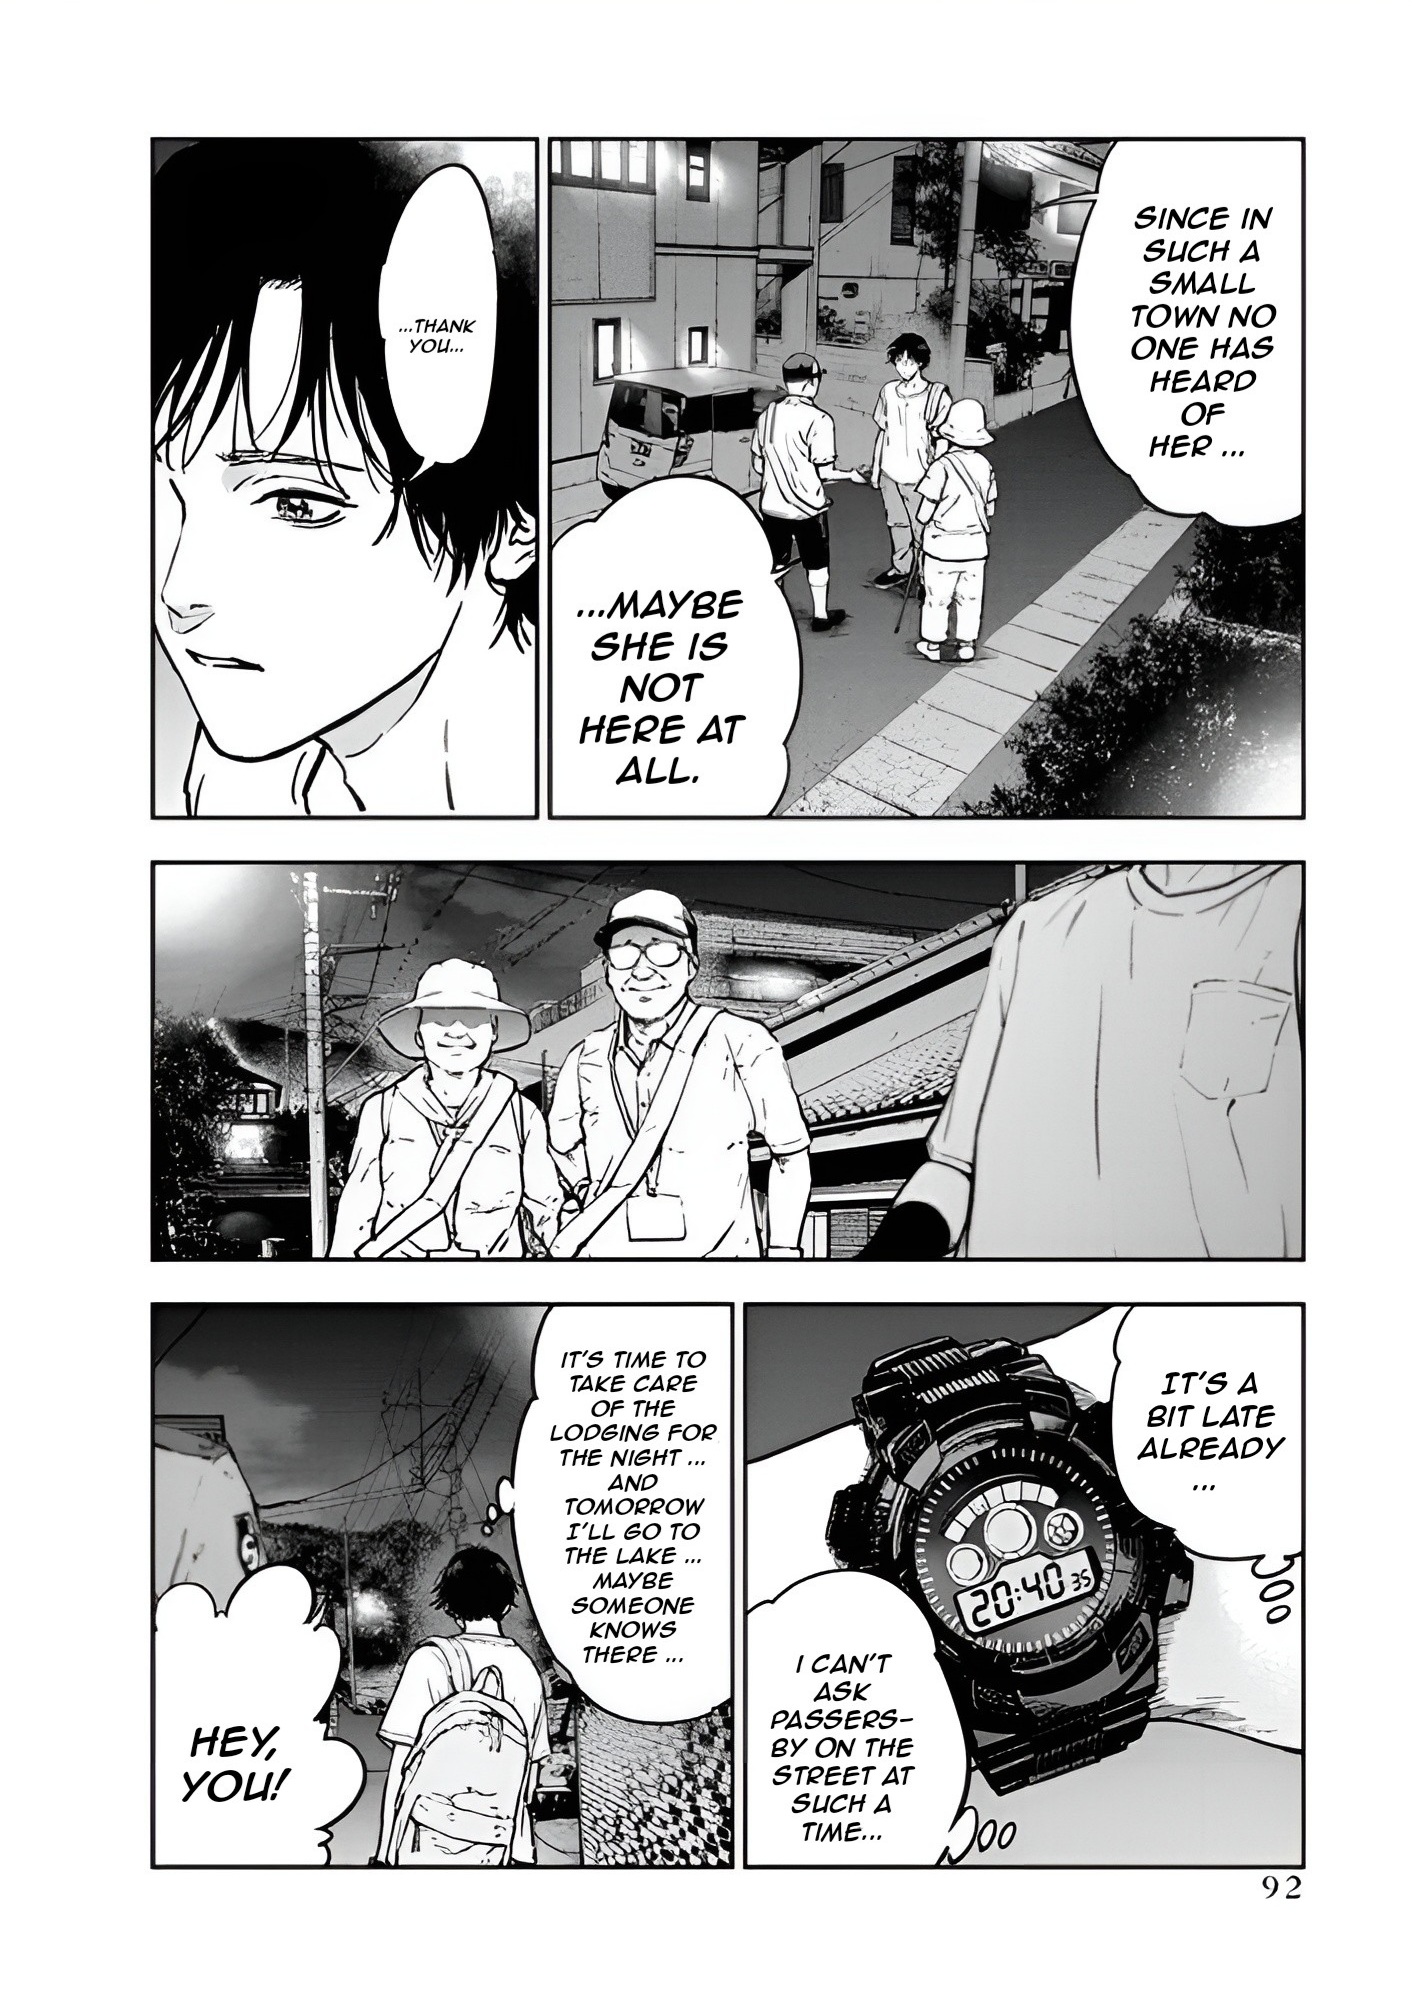 SINCE IN
SUCH A
SMALL
TOWN NO
ONE HAS
HEARD
OF
HER ...
...MAYBE
SHE IS
NOT
HERE AT
ALL.
...THANK
YOU...
IT'S A
BIT LATE
ALREADY
...
20:40 35
I CAN'T
ASK
PASSERS-
BY ON THE
STREET AT
SUCH A
TIME...
IT'S TIME TO
TAKE CARE
OF THE
LODGING FOR
THE NIGHT ...
AND
TOMORROW
I'LL GO TO
THE LAKE ...
MAYBE
SOMEONE
KNOWS
THERE ...
HEY,
YOU!
92